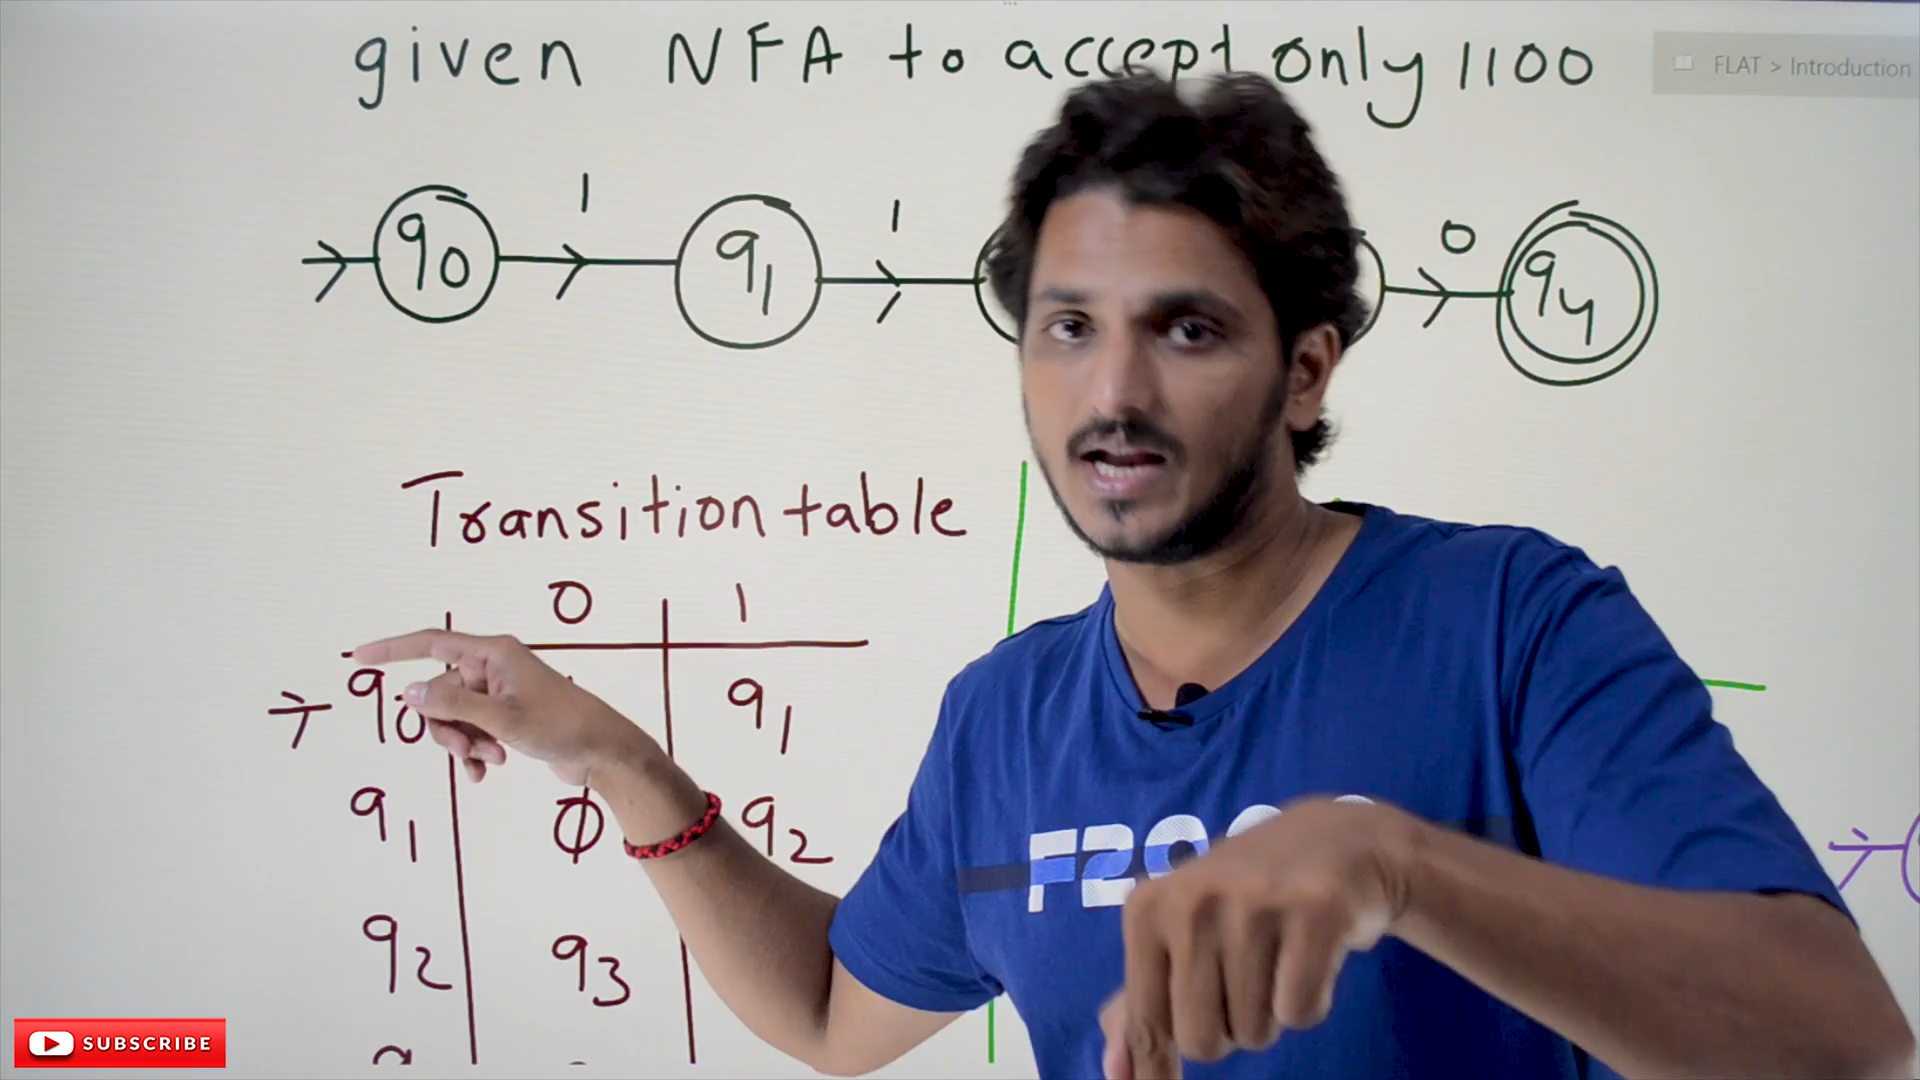 given NFA to accept only 1100
FLAT > Introduction
1 1 0
q0 q1 q4
Transition table
0 1
q0 q1
q1 ϕ q2
q2 q3
SUBSCRIBE